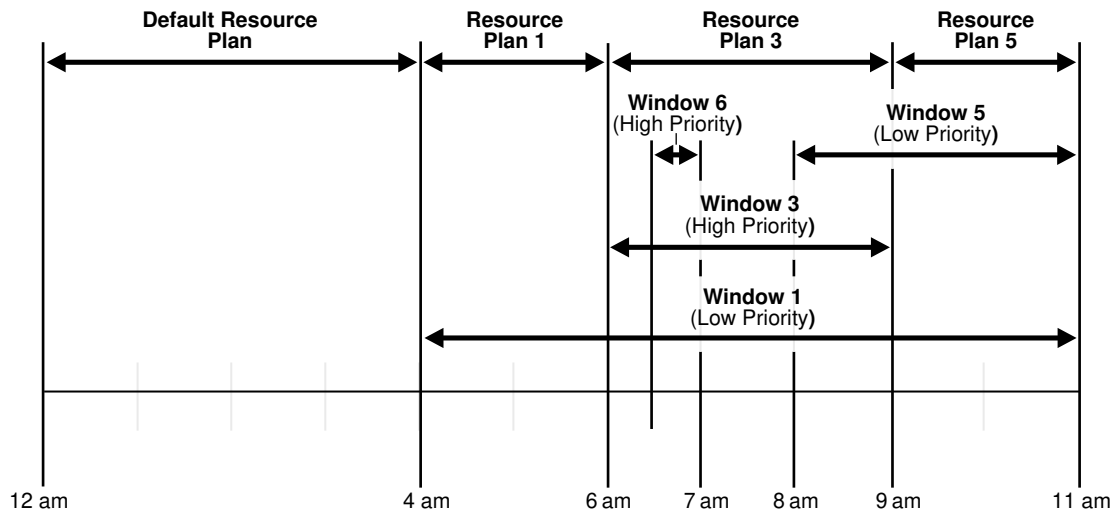 Default Resource
Plan
Resource
Plan 1
Resource
Plan 3
Resource
Plan 5
Window 6
(High Priority)
Window 5
(Low Priority)
Window 3
(High Priority)
Window 1
(Low Priority)
12 am
4 am
6 am
7 am
8 am
9 am
11 am